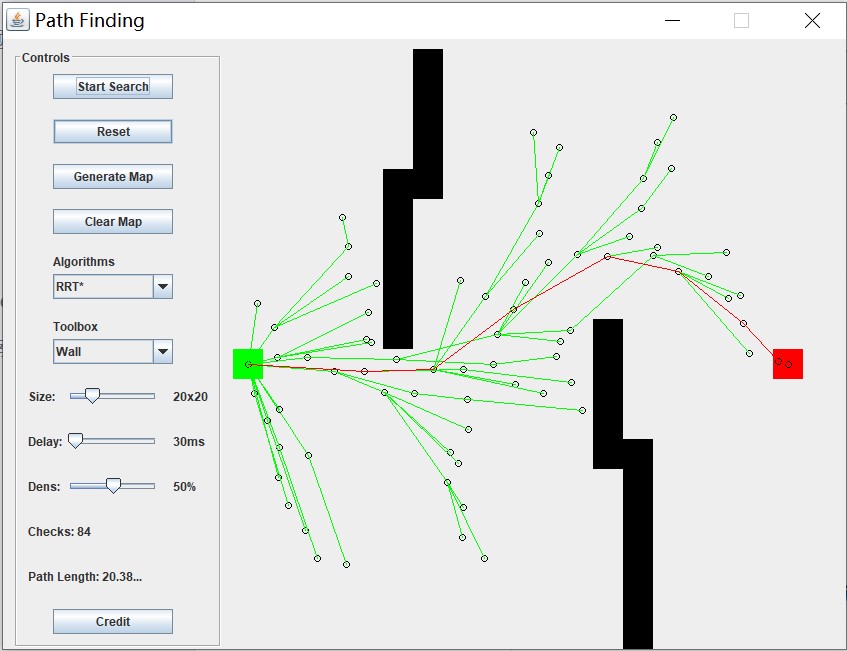 Path Finding
Controls
Start Search
Reset
Generate Map
Clear Map
Algorithms
RRT*
Toolbox
Wall
Size: 20x20
Delay: 30ms
Dens: 50%
Checks: 84
Path Length: 20.38...
Credit